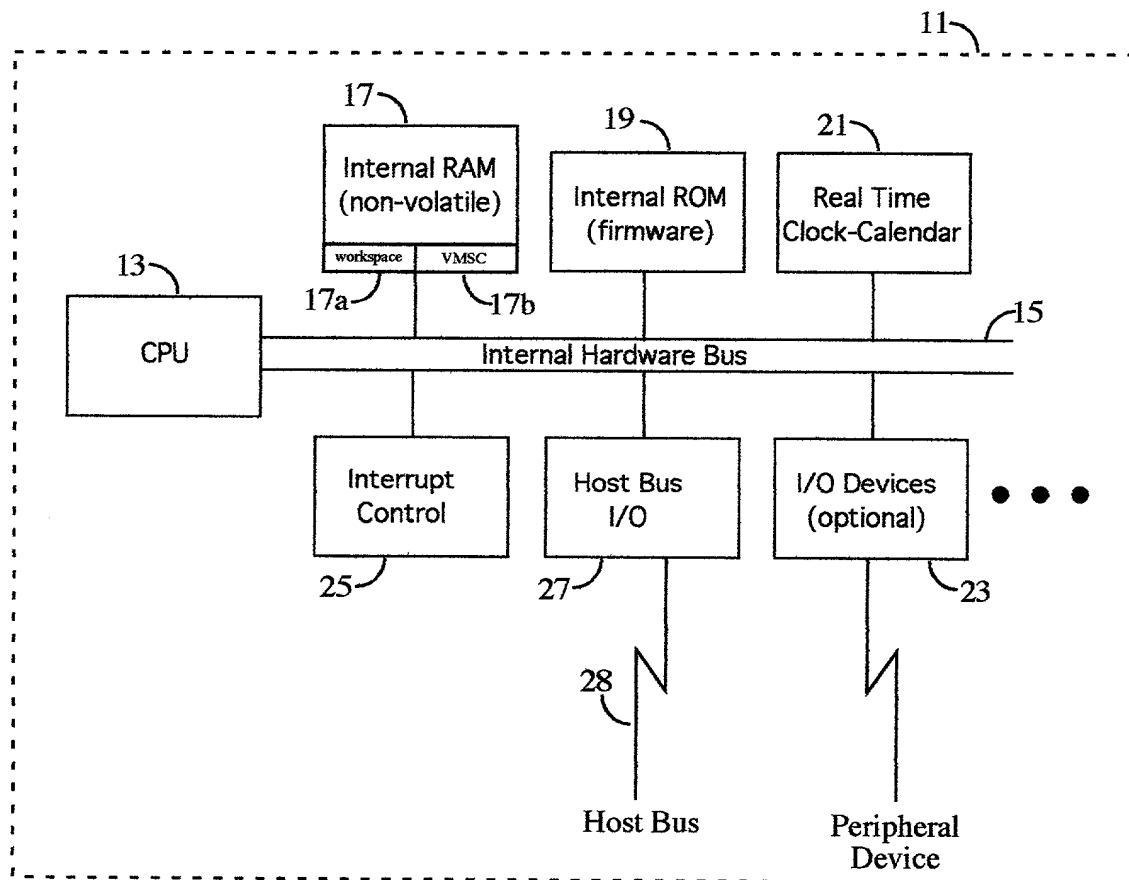 11
17
19
21
Internal RAM
(non-volatile)
workspace
VMSC
17a
17b
Internal ROM
(firmware)
Real Time
Clock-Calendar
13
CPU
15
Internal Hardware Bus
Interrupt
Control
25
Host Bus
I/O
27
I/O Devices
(optional)
23
28
Host Bus
Peripheral
Device